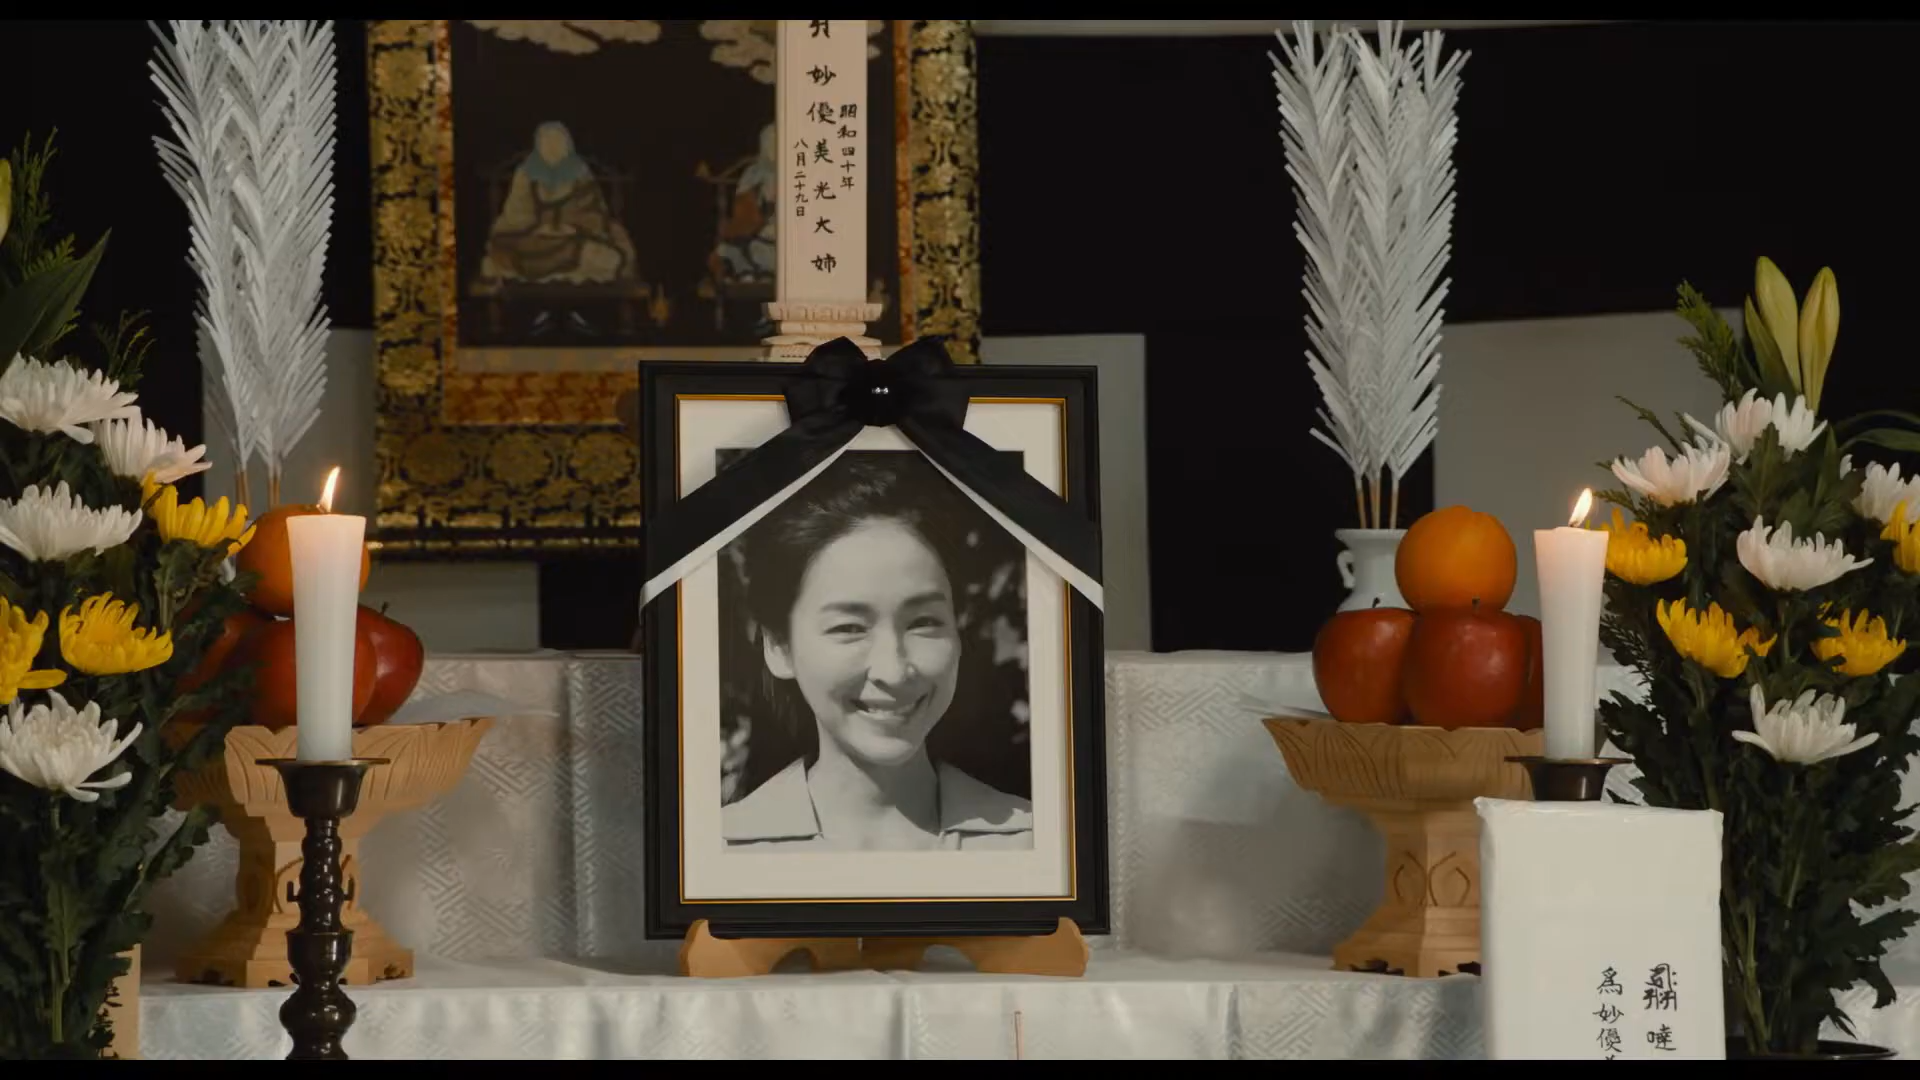 昭和四十年
妙優美光大姉
八月二十九日
噠
為妙優